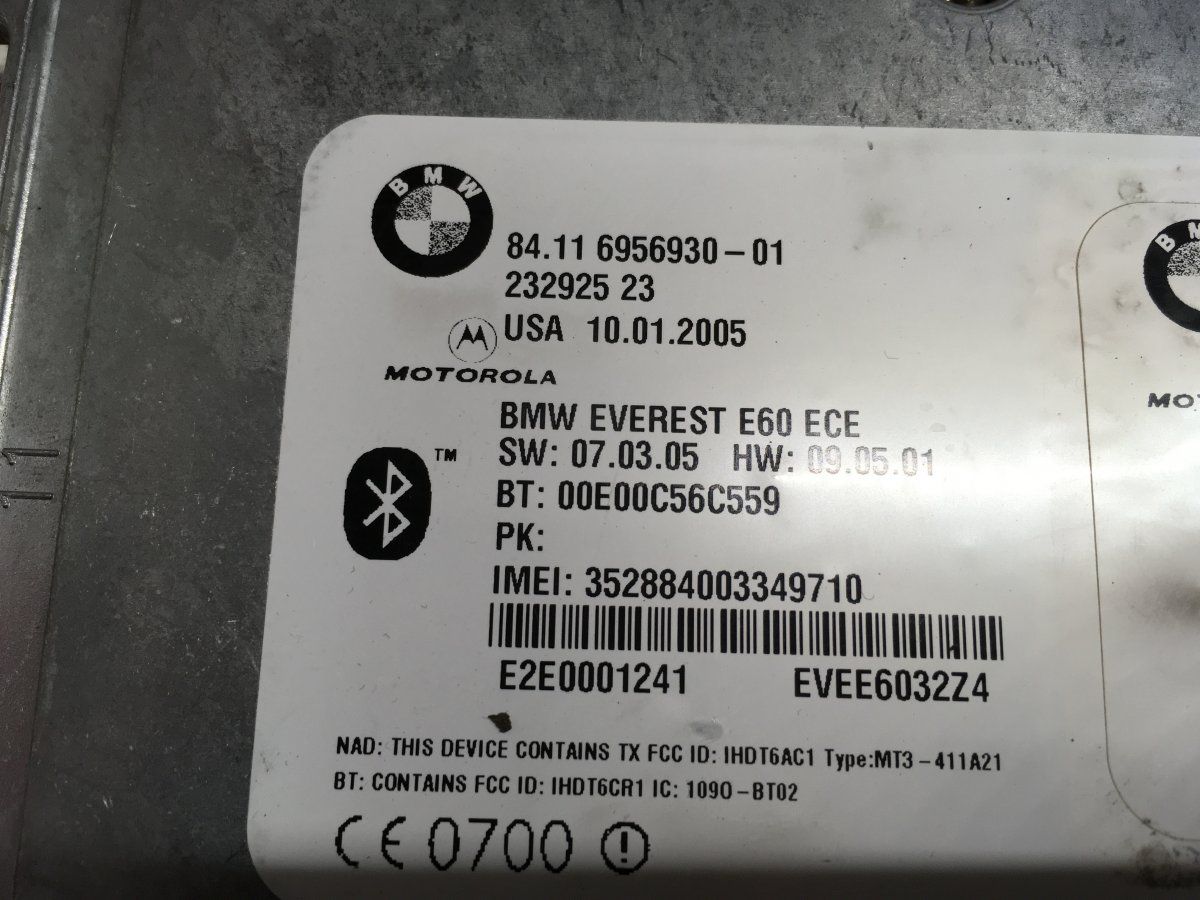 BMW
84.11 6956930-01
232925 23
USA 10.01.2005
MOTOROLA
BMW EVEREST E60 ECE
SW: 07.03.05 HW: 09.05.01
™
BT: 00E00C56C559
PK:
IMEI: 352884003349710
E2E0001241 EVEE6032Z4
NAD: THIS DEVICE CONTAINS TX FCC ID: IHDT6AC1 Type:MT3-411A21
BT: CONTAINS FCC ID: IHDT6CR1 IC: 1090-BT02
CE 0700
11